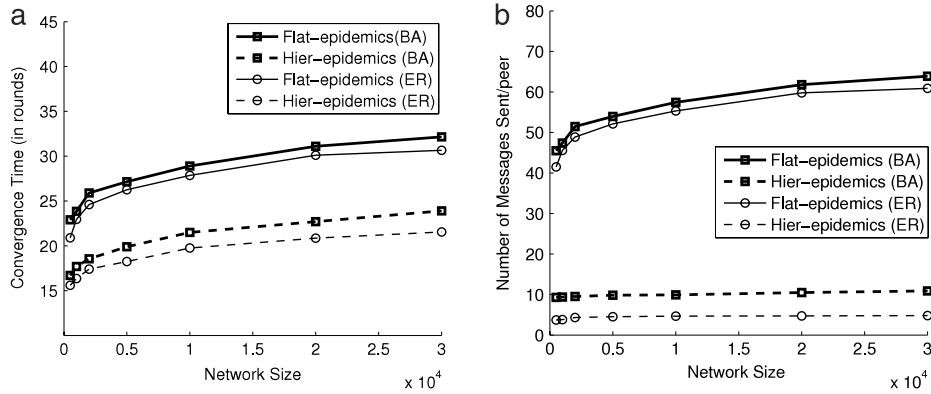 a
45
40
35
30
25
20
15
Convergence Time (in rounds)
Flat-epidemics(BA)
Hier-epidemics (BA)
Flat-epidemics (ER)
Hier-epidemics (ER)
0
0.5
1
1.5
2
2.5
3
Network Size
x 10^4
b
80
70
60
50
40
30
20
10
0
Number of Messages Sent/peer
Flat-epidemics (BA)
Hier-epidemics (BA)
Flat-epidemics (ER)
Hier-epidemics (ER)
0
0.5
1
1.5
2
2.5
3
Network Size
x 10^4